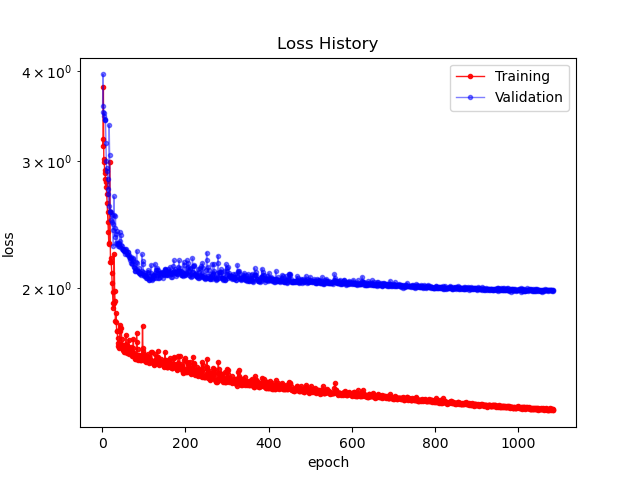 Loss History
Training
Validation
4 × 10⁰
3 × 10⁰
2 × 10⁰
loss
0 200 400 600 800 1000
epoch